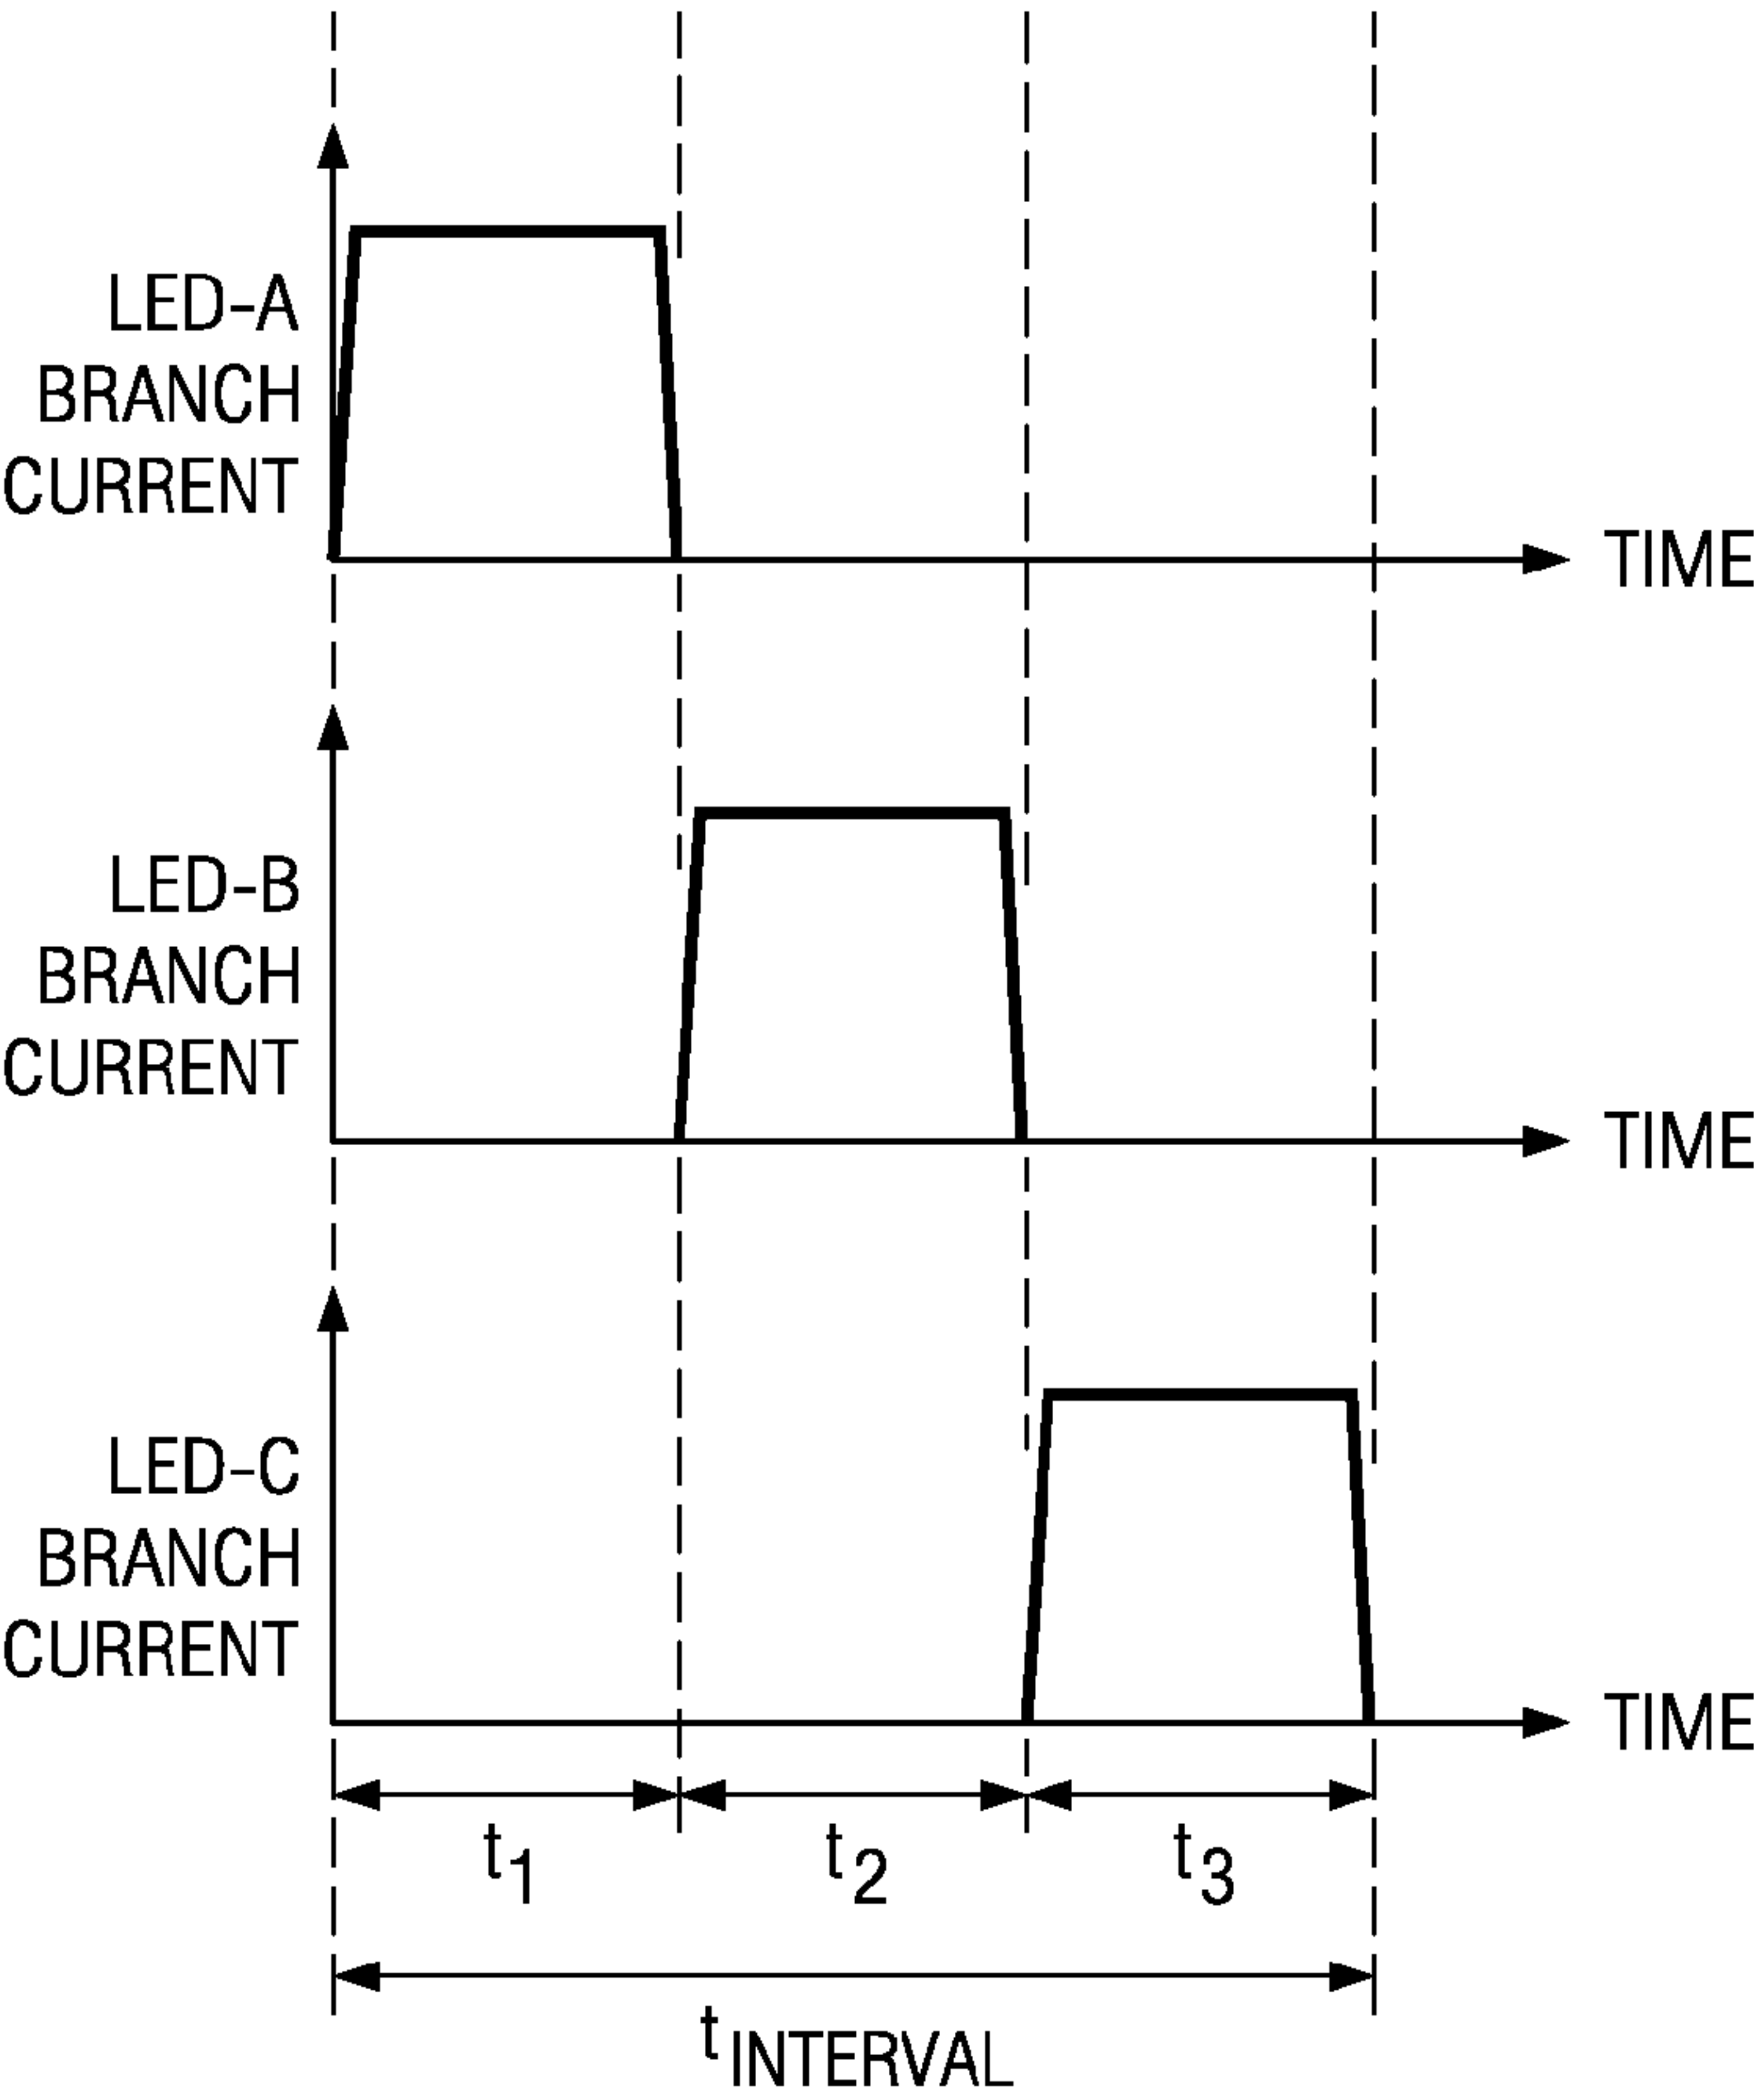 LED-A
BRANCH
CURRENT
TIME
LED-B
BRANCH
CURRENT
TIME
LED-C
BRANCH
CURRENT
TIME
t1 t2 t3
tINTERVAL